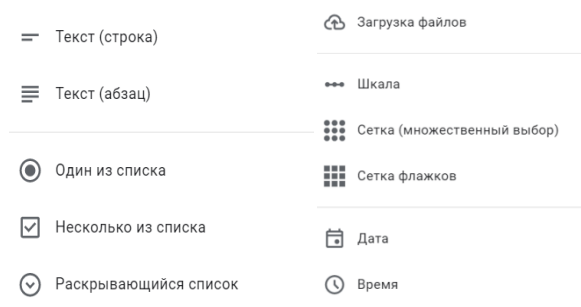 Текст (строка)
Текст (абзац)
Один из списка
Несколько из списка
Раскрывающийся список
Загрузка файлов
Шкала
Сетка (множественный выбор)
Сетка флажков
Дата
Время